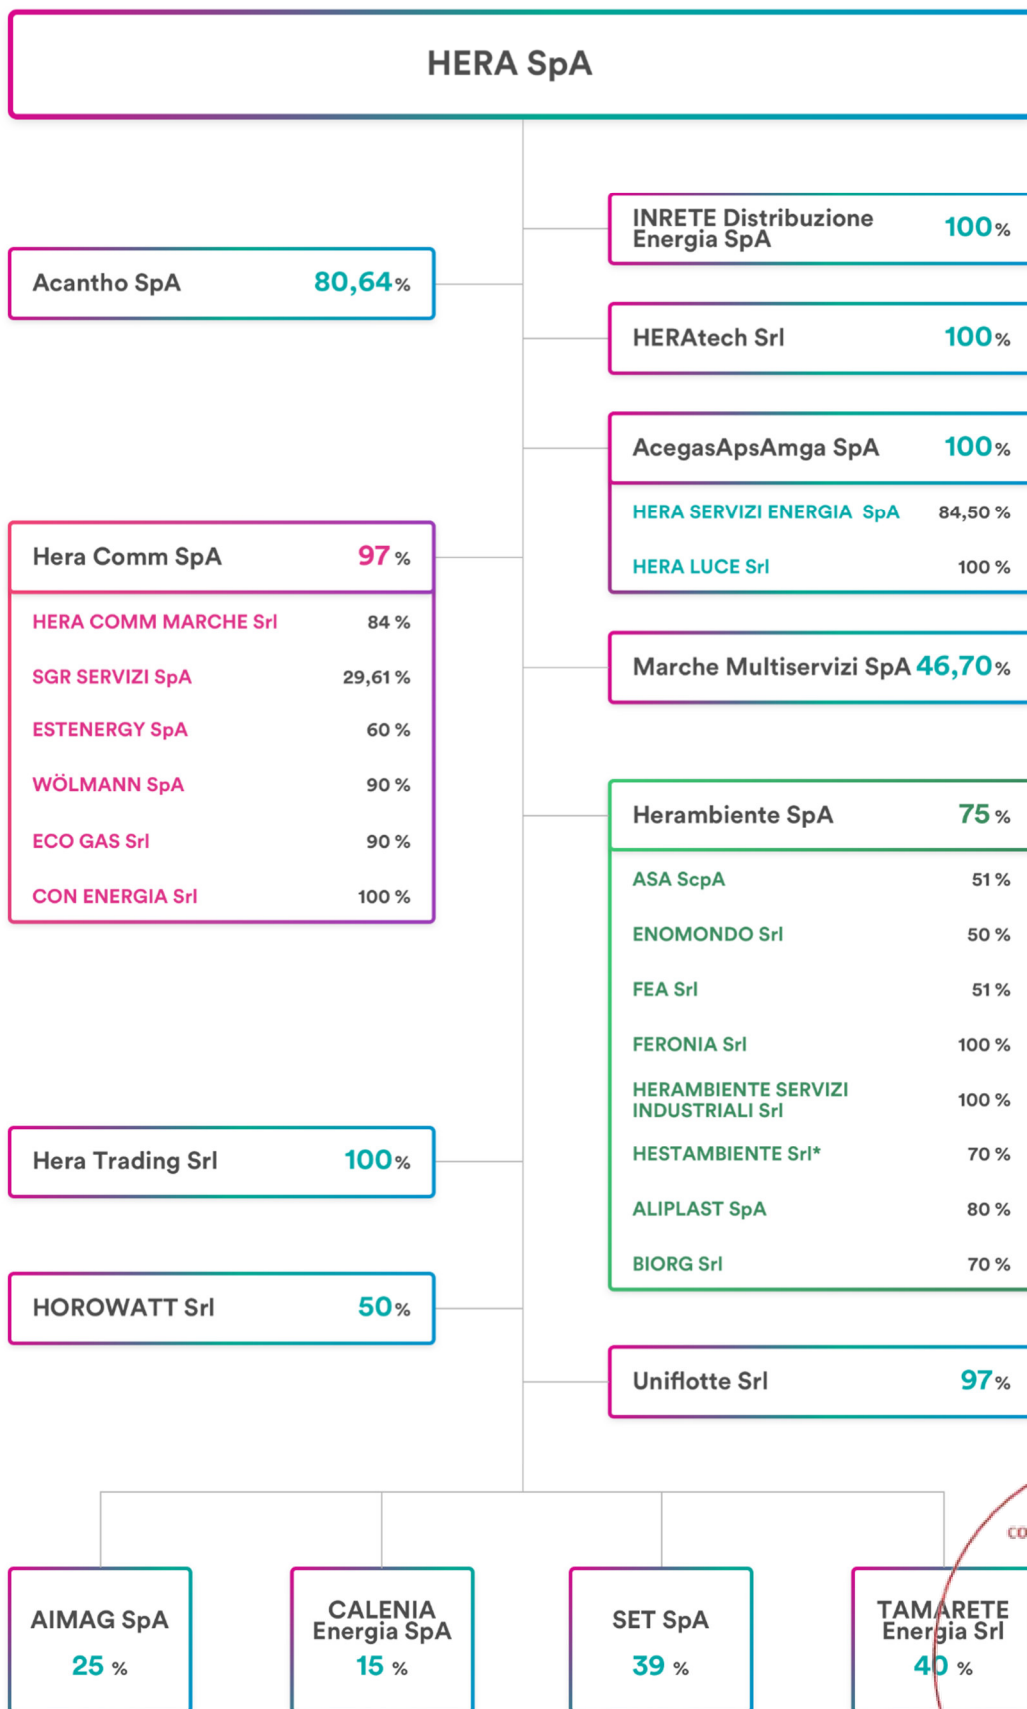 HERA SpA
Acantho SpA 80,64%
Hera Comm SpA 97 %
HERA COMM MARCHE Srl 84 %
SGR SERVIZI SpA 29,61 %
ESTENERGY SpA 60 %
WÖLMANN SpA 90 %
ECO GAS Srl 90 %
CON ENERGIA Srl 100 %
Hera Trading Srl 100%
HOROWATT Srl 50%
INRETE Distribuzione
Energia SpA 100%
HERAtech Srl 100%
AcegasApsAmga SpA 100%
HERA SERVIZI ENERGIA SpA 84,50 %
HERA LUCE Srl 100 %
Marche Multiservizi SpA 46,70%
Herambiente SpA 75 %
ASA ScpA 51 %
ENOMONDO Srl 50 %
FEA Srl 51 %
FERONIA Srl 100 %
HERAMBIENTE SERVIZI
INDUSTRIALI Srl 100 %
HESTAMBIENTE Srl* 70 %
ALIPLAST SpA 80 %
BIORG Srl 70 %
Uniflotte Srl 97%
AIMAG SpA
25 %
CALENIA
Energia SpA
15 %
SET SpA
39 %
TAMARETE
Energia Srl
40 %